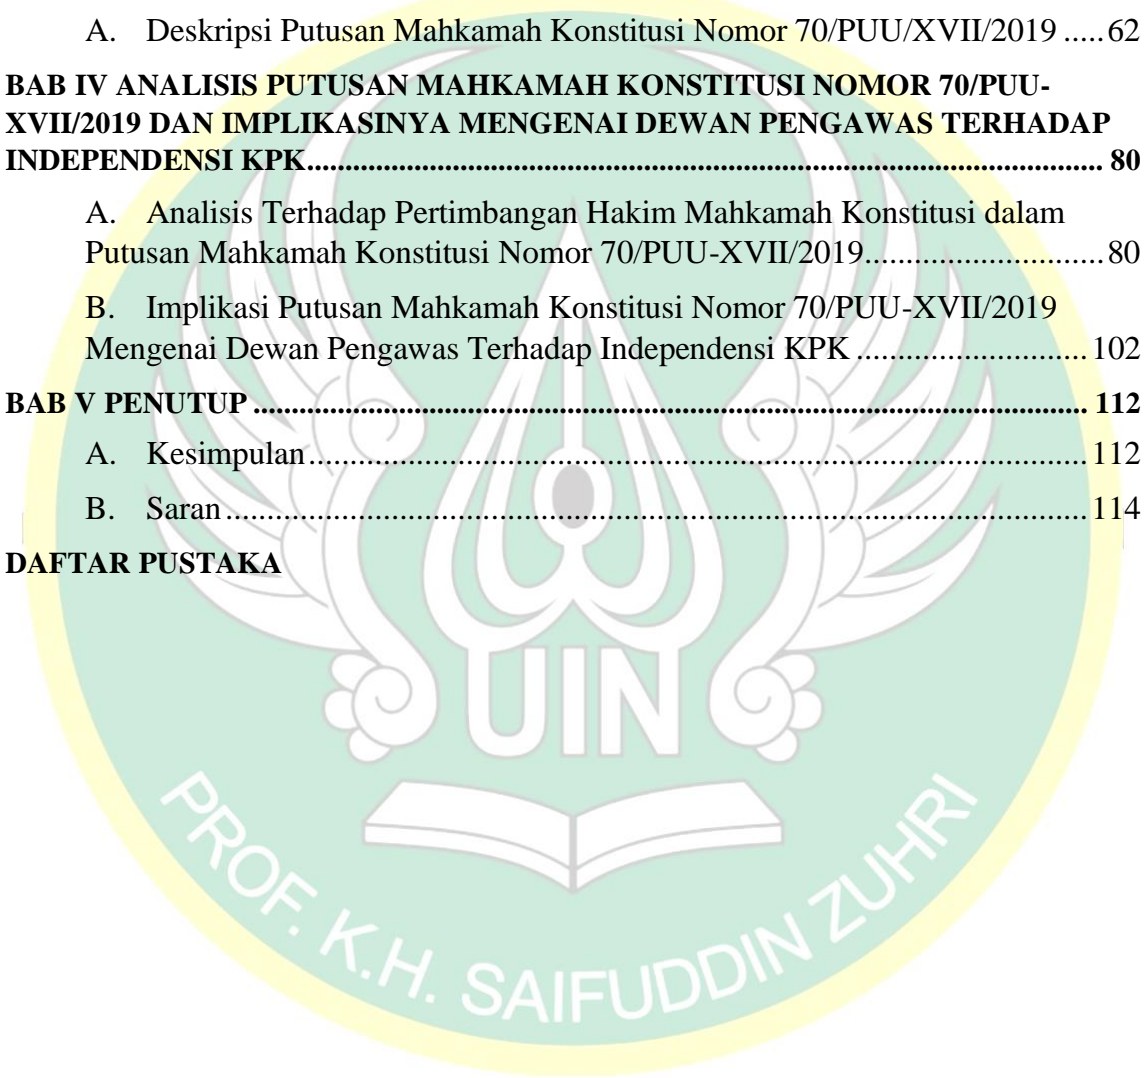 A. Deskripsi Putusan Mahkamah Konstitusi Nomor 70/PUU/XVII/2019 .....62
BAB IV ANALISIS PUTUSAN MAHKAMAH KONSTITUSI NOMOR 70/PUU-
XVII/2019 DAN IMPLIKASINYA MENGENAI DEWAN PENGAWAS TERHADAP
INDEPENDENSI KPK.................................................................................................... 80
A. Analisis Terhadap Pertimbangan Hakim Mahkamah Konstitusi dalam
Putusan Mahkamah Konstitusi Nomor 70/PUU-XVII/2019.............................80
B. Implikasi Putusan Mahkamah Konstitusi Nomor 70/PUU-XVII/2019
Mengenai Dewan Pengawas Terhadap Independensi KPK .............................102
BAB V PENUTUP ......................................................................................................... 112
A. Kesimpulan.................................................................................................112
B. Saran...........................................................................................................114
DAFTAR PUSTAKA
UIN
PROF. K.H. SAIFUDDIN ZUHRI